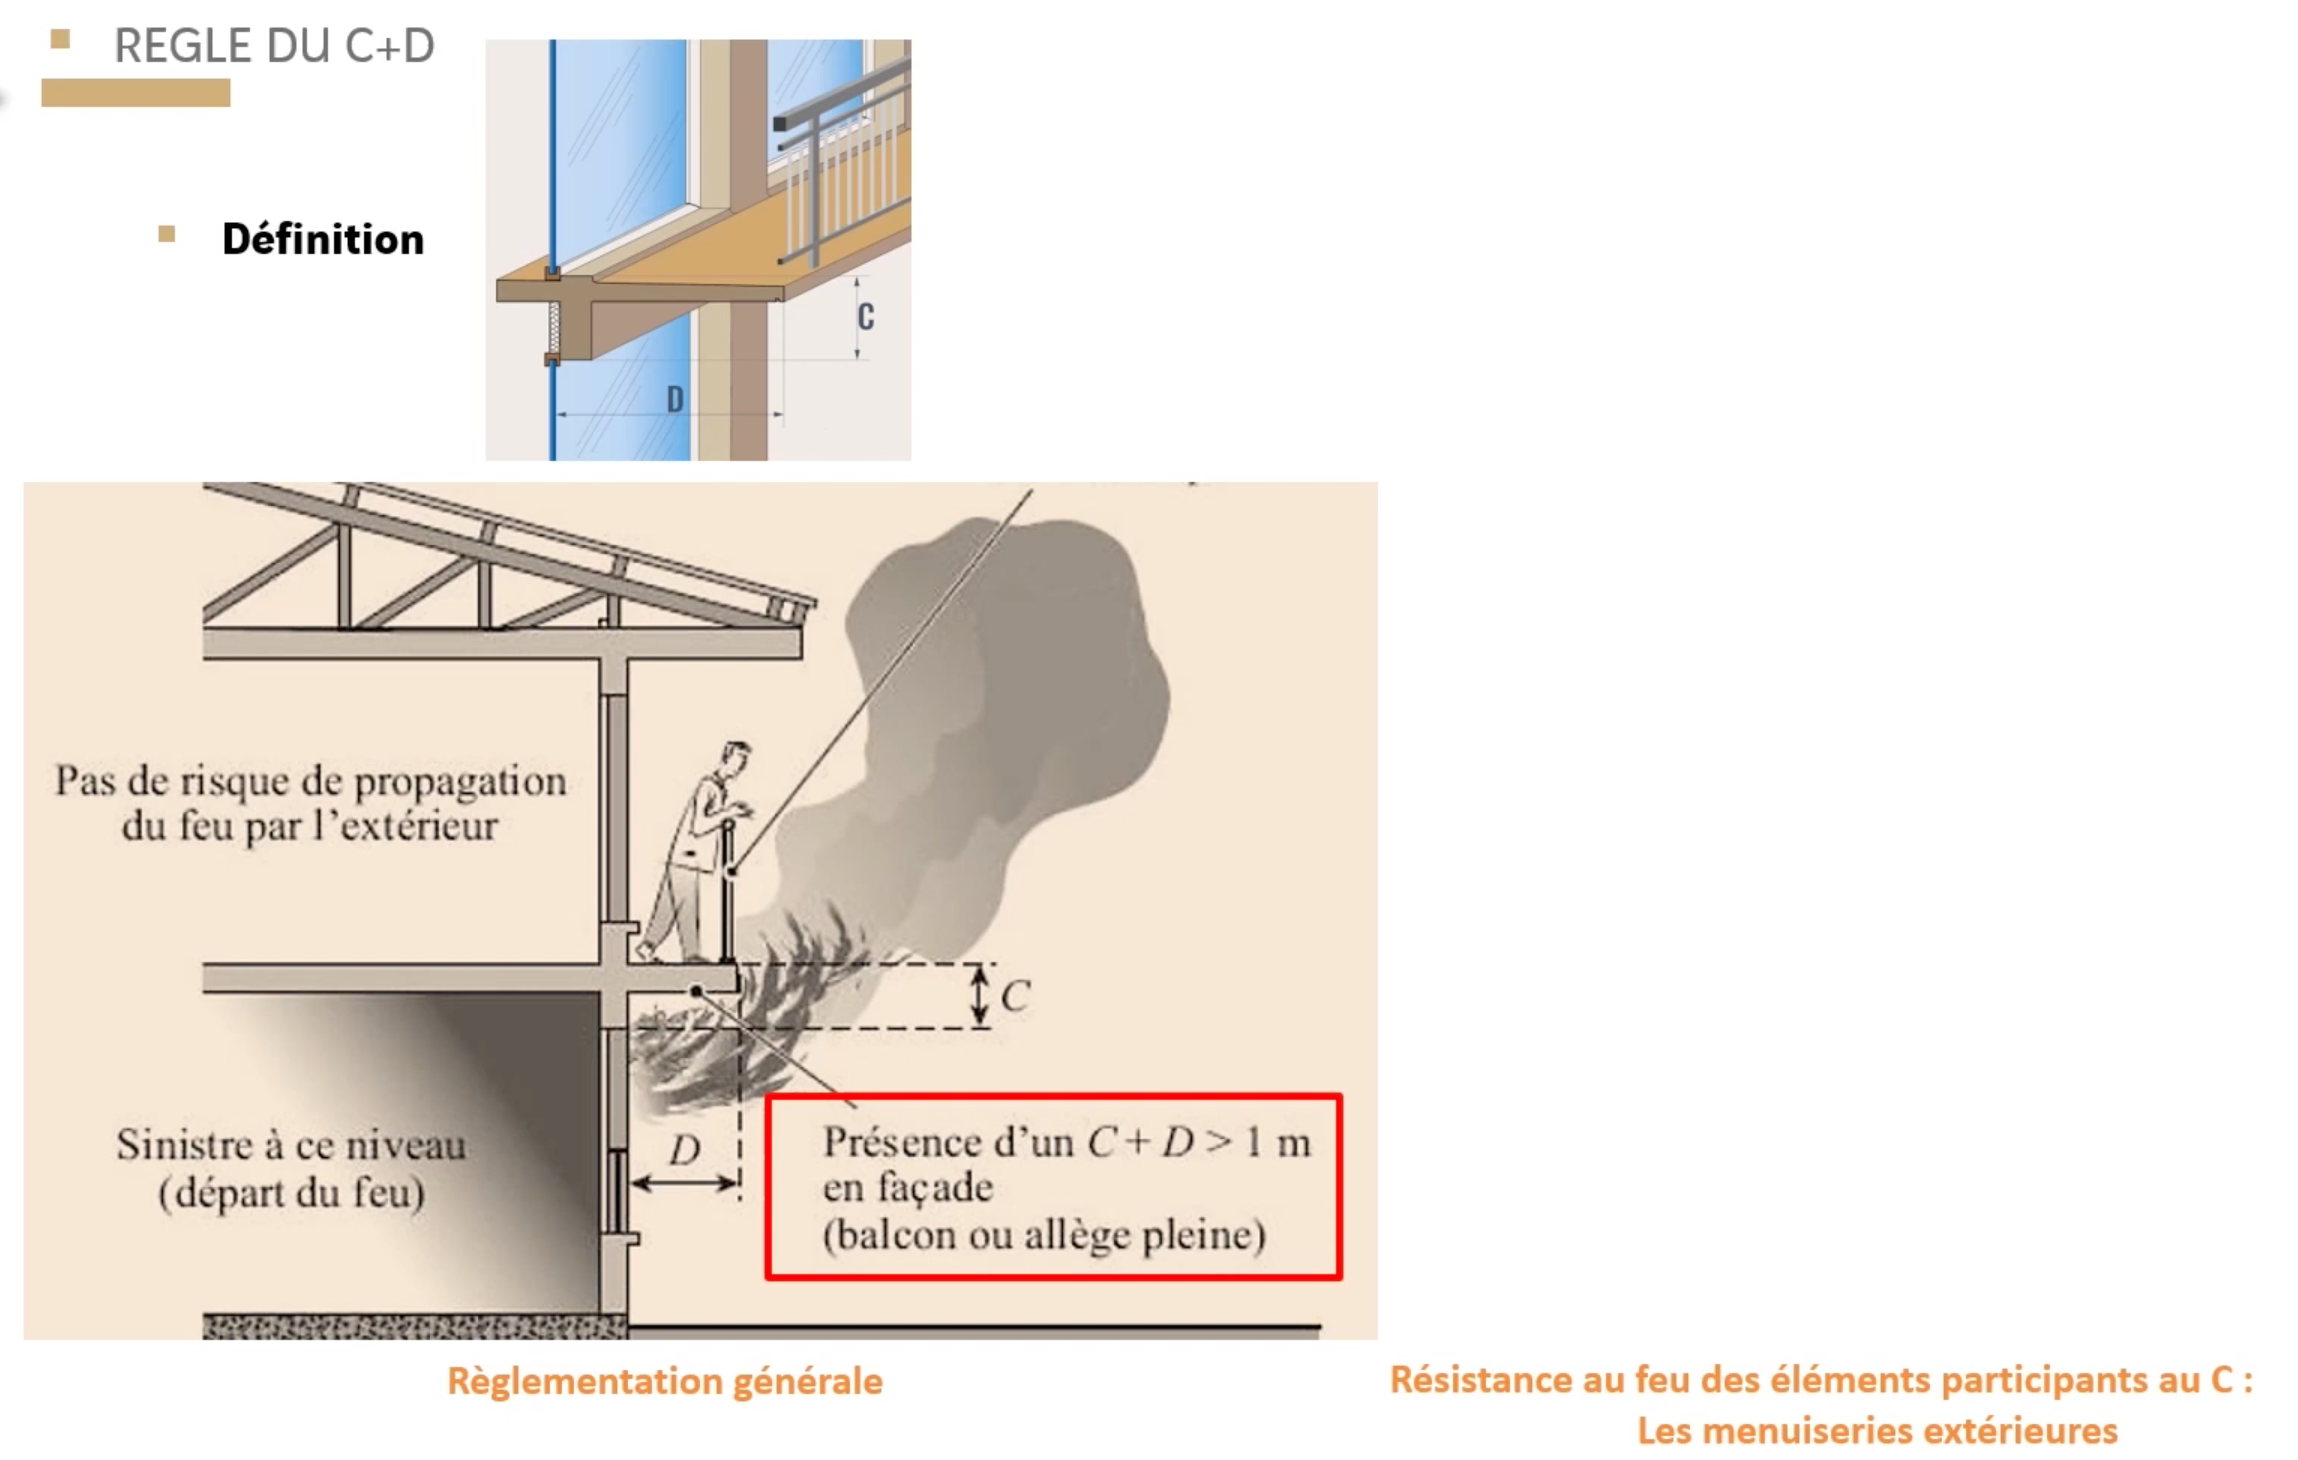 REGLE DU C+D
Définition
C
D
Pas de risque de propagation
du feu par l'extérieur
C
Sinistre à ce niveau
(départ du feu)
D
Présence d'un C + D > 1 m
en façade
(balcon ou allège pleine)
Règlementation générale
Résistance au feu des éléments participants au C :
Les menuiseries extérieures